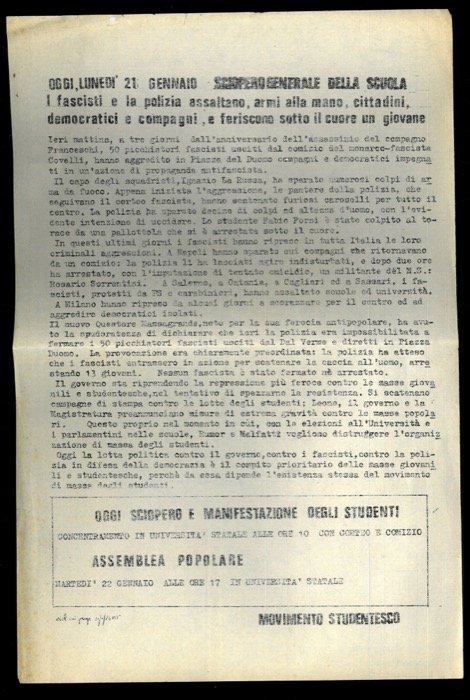 OGGI, LUNEDI' 21 GENNAIO SCIOPERO GENERALE DELLA SCUOLA
I fascisti e la polizia assaltano, armi alla mano, cittadini,
democratici e compagni, e feriscono sotto il cuore un giovane
Ieri mattina, a tre giorni dall'anniversario dell'assassinio del compagno
Franceschi, 50 picchiatori fascisti usciti dal comizio del monarco-fascista
Covelli, hanno aggredito in Piazza del Duomo compagni e democratici impegna
ti in un'azione di propaganda antifascista.
Il capo degli squadristi, Ignazio La Russa, ha sparato numerosi colpi di ar
ma da fuoco. Appena iniziata l'aggressione, le pantere della polizia, che
seguivano il corteo fascista, hanno scatenato furiosi caroselli per tutto il
centro. La polizia ha sparato decine di colpi ad altezza d'uomo, con l'evi
dente intenzione di uccidere. Lo studente Fabio Forni è stato colpito al to
race da una pallottola che si è arrestata sotto il cuore.
In questi ultimi giorni i fascisti hanno ripreso in tutta Italia le loro
criminali aggressioni. A Napoli hanno sparato sui compagni che ritornavano
da un comizio: la polizia li ha lasciati agire indisturbati, e dopo due ore
ha arrestato, con l'imputazione di tentato omicidio, un militante del M.S.:
Rosario Sorrentini. A Salerno, a Catania, a Cagliari ed a Sassari, i fa
scisti, protetti da PS e carabinieri, hanno assaltato scuole ed università.
A Milano hanno ripreso da alcuni giorni a scorazzare per il centro ed ad
aggredire democratici isolati.
Il nuovo Questore Massagrande, noto per la sua ferocia antipopolare, ha avu
to la spudoratezza di dichiarare che ieri la polizia era impossibilitata a
fermare i 50 picchiatori fascisti usciti dal Dal Verme e diretti in Piazza
Duomo. La provocazione era chiaramente preordinata: la polizia ha atteso
che i fascisti entrassero in azione per scatenare la caccia all'uomo, arre
stando 13 giovani. Nessun fascista è stato fermato nè arrestato.
Il governo sta riprendendo la repressione più feroce contro le masse giova
nili e studentesche, nel tentativo di spezzarne la resistenza. Si scatenano
campagne di stampa contro le lotte degli studenti; Leone, il governo e la
Magistratura preannunciano misure di estrema gravità contro le masse popola
ri. Questo proprio nel momento in cui, con le elezioni all'Università e
i parlamentini nelle scuole, Rumor e Malfatti vogliono distruggere l'organiz
zazione di massa degli studenti.
Oggi la lotta politica contro il governo, contro i fascisti, contro la poli
zia in difesa della democrazia è il compito prioritario delle masse giovani
li e studentesche, perchè da essa dipende l'esistenza stessa del movimento
di massa degli studenti.
OGGI SCIOPERO E MANIFESTAZIONE DEGLI STUDENTI
CONCENTRAMENTO IN UNIVERSITA' STATALE ALLE ORE 10 CON CORTEO E COMIZIO
ASSEMBLEA POPOLARE
MARTEDI' 22 GENNAIO ALLE ORE 17 IN UNIVERSITA' STATALE
MOVIMENTO STUDENTESCO